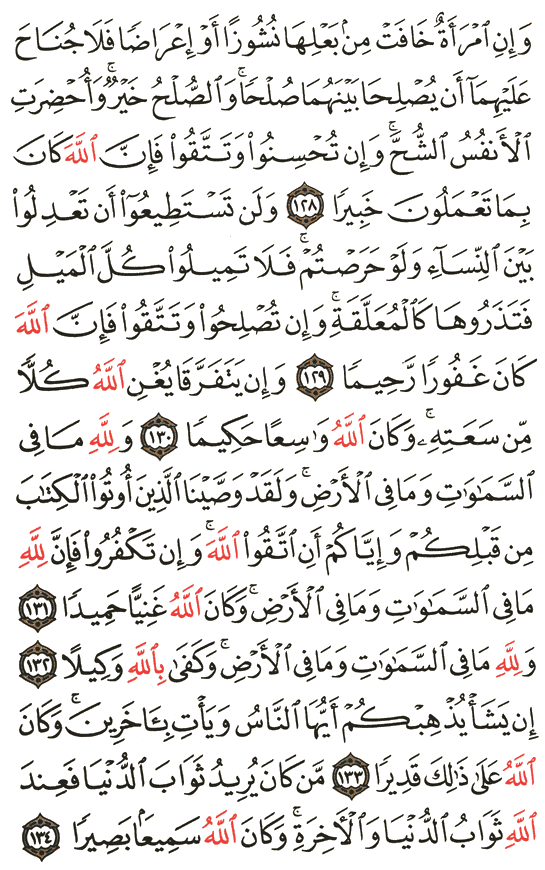 وَإِنِ ٱمْرَأَةٌ خَافَتْ مِنۢ بَعْلِهَا نُشُوزًا أَوْ إِعْرَاضًا فَلَا جُنَاحَ
عَلَيْهِمَآ أَن يُصْلِحَا بَيْنَهُمَا صُلْحًاۚ وَٱلصُّلْحُ خَيْرٌۗ وَأُحْضِرَتِ
ٱلْأَنفُسُ ٱلشُّحَّۚ وَإِن تُحْسِنُوا۟ وَتَتَّقُوا۟ فَإِنَّ ٱللَّهَ كَانَ
بِمَا تَعْمَلُونَ خَبِيرًا ١٢٨ وَلَن تَسْتَطِيعُوٓا۟ أَن تَعْدِلُوا۟
بَيْنَ ٱلنِّسَآءِ وَلَوْ حَرَصْتُمْۖ فَلَا تَمِيلُوا۟ كُلَّ ٱلْمَيْلِ
فَتَذَرُوهَا كَٱلْمُعَلَّقَةِۚ وَإِن تُصْلِحُوا۟ وَتَتَّقُوا۟ فَإِنَّ ٱللَّهَ
كَانَ غَفُورًا رَّحِيمًا ١٢٩ وَإِن يَتَفَرَّقَا يُغْنِ ٱللَّهُ كُلًّا
مِّن سَعَتِهِۦۚ وَكَانَ ٱللَّهُ وَٰسِعًا حَكِيمًا ١٣٠ وَلِلَّهِ مَا فِى
ٱلسَّمَٰوَٰتِ وَمَا فِى ٱلْأَرْضِۗ وَلَقَدْ وَصَّيْنَا ٱلَّذِينَ أُوتُوا۟ ٱلْكِتَٰبَ
مِن قَبْلِكُمْ وَإِيَّاكُمْ أَنِ ٱتَّقُوا۟ ٱللَّهَۚ وَإِن تَكْفُرُوا۟ فَإِنَّ لِلَّهِ
مَا فِى ٱلسَّمَٰوَٰتِ وَمَا فِى ٱلْأَرْضِۚ وَكَانَ ٱللَّهُ غَنِيًّا حَمِيدًا ١٣١
وَلِلَّهِ مَا فِى ٱلسَّمَٰوَٰتِ وَمَا فِى ٱلْأَرْضِۚ وَكَفَىٰ بِٱللَّهِ وَكِيلًا ١٣٢
إِن يَشَأْ يُذْهِبْكُمْ أَيُّهَا ٱلنَّاسُ وَيَأْتِ بِـَٔاخَرِينَۚ وَكَانَ
ٱللَّهُ عَلَىٰ ذَٰلِكَ قَدِيرًا ١٣٣ مَّن كَانَ يُرِيدُ ثَوَابَ ٱلدُّنْيَا فَعِندَ
ٱللَّهِ ثَوَابُ ٱلدُّنْيَا وَٱلْءَاخِرَةِۚ وَكَانَ ٱللَّهُ سَمِيعًۢا بَصِيرًا ١٣٤